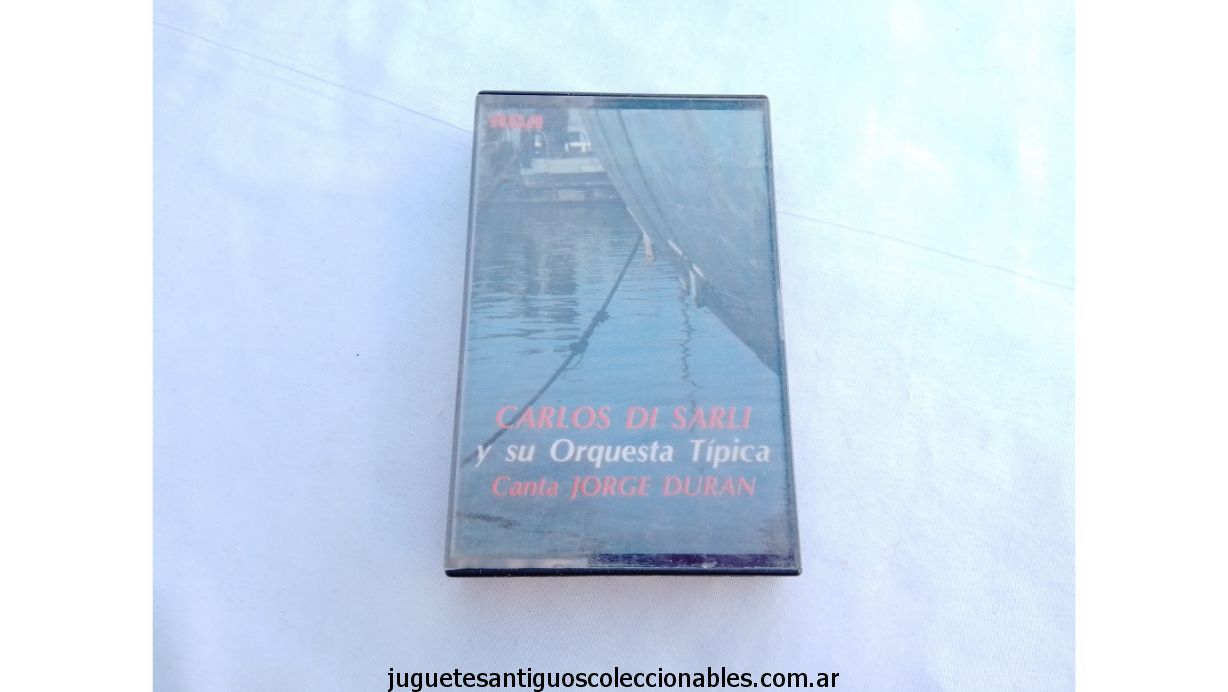 RCA
CARLOS DI SARLI
y su Orquesta Típica
Canta JORGE DURAN
juguetesantiguoscoleccionables.com.ar